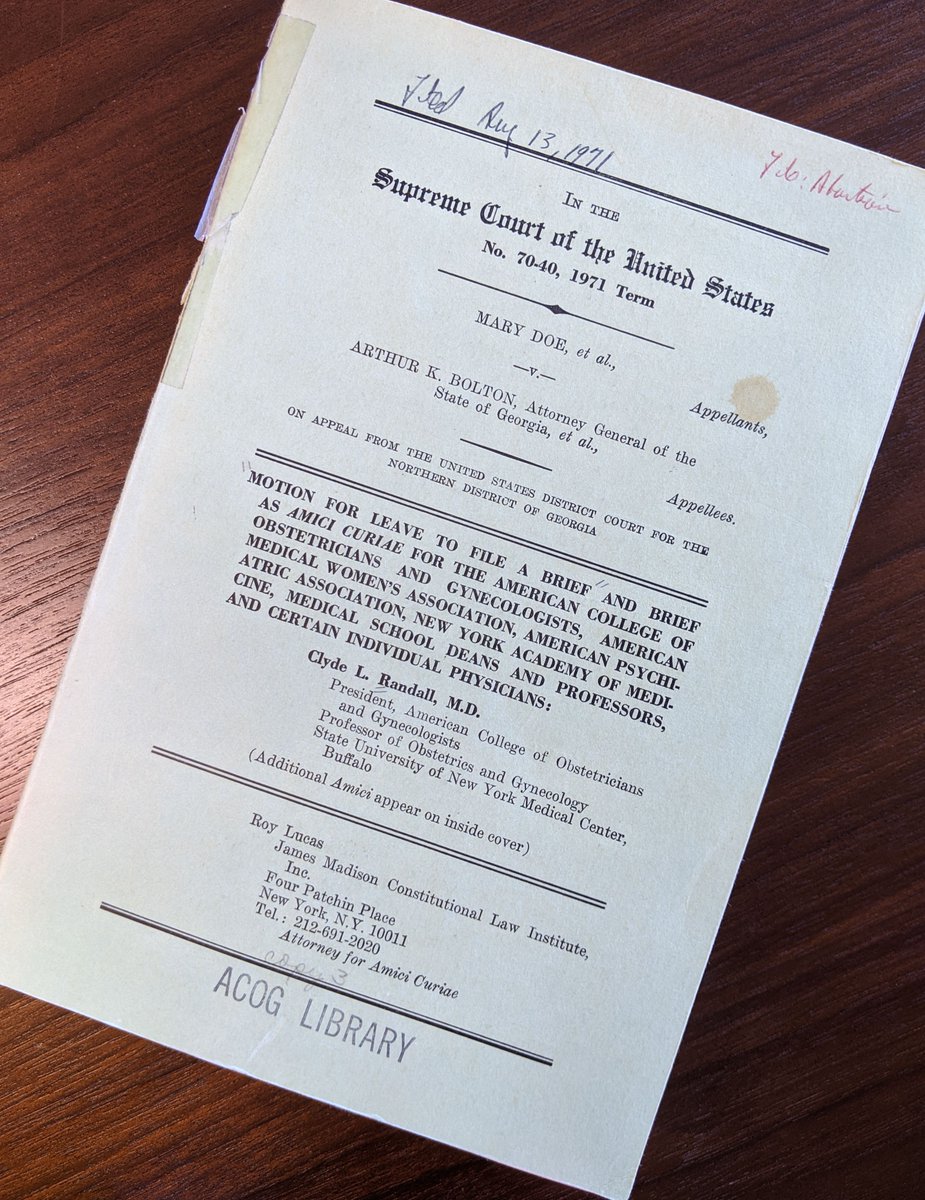 Filed Aug 13, 1971
IN THE
Supreme Court of the United States
No. 70-40, 1971 Term
MARY DOE, et al.,
Appellants,
—v.—
ARTHUR K. BOLTON, Attorney General of the
State of Georgia, et al.,
Appellees.
ON APPEAL FROM THE UNITED STATES DISTRICT COURT FOR THE
NORTHERN DISTRICT OF GEORGIA
"MOTION FOR LEAVE TO FILE A BRIEF" AND BRIEF
AS AMICI CURIAE FOR THE AMERICAN COLLEGE OF
OBSTETRICIANS AND GYNECOLOGISTS, AMERICAN
MEDICAL WOMEN'S ASSOCIATION, AMERICAN PSYCHI-
ATRIC ASSOCIATION, NEW YORK ACADEMY OF MEDI-
CINE, MEDICAL SCHOOL DEANS AND PROFESSORS,
AND CERTAIN INDIVIDUAL PHYSICIANS:
Clyde L. Randall, M.D.
President, American College of Obstetricians
and Gynecologists
Professor of Obstetrics and Gynecology
State University of New York Medical Center,
Buffalo
(Additional Amici appear on inside cover)
Roy Lucas
James Madison Constitutional Law Institute,
Inc.
Four Patchin Place
New York, N.Y. 10011
Tel.: 212-691-2020
Attorney for Amici Curiae
copy 3
ACOG LIBRARY
Abortion